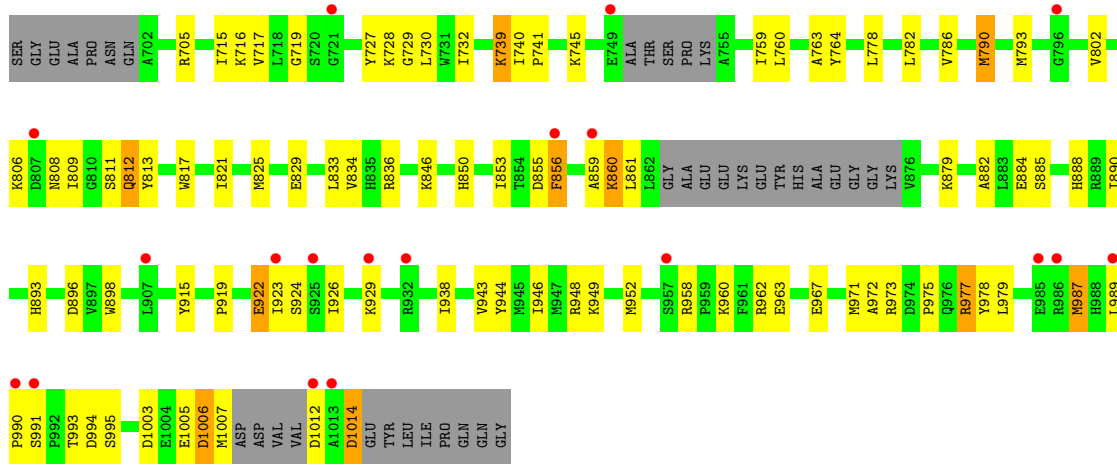 SER GLY GLU ALA PRO ASN GLN A702 R705 I715 K716 V717 L718 G719 S720 G721 Y727 K728 G729 L730 W731 I732 K739 I740 P741 K745 E749 ALA THR SER PRO LYS A755 I759 L760 A763 Y764 L778 L782 V786 M790 M793 G796 V802
K806 D807 N808 I809 G810 S811 Q812 Y813 W817 I821 M825 E829 L833 V834 H835 R836 K846 H850 I853 T854 D855 F856 A859 K860 L861 L862 GLY ALA GLU GLU LYS GLU TYR HIS ALA GLU GLY GLY LYS V876 K879 A882 L883 E884 S885 H888 R889 I890
H893 D896 V897 W898 L907 Y915 P919 E922 I923 S924 S925 I926 K929 R932 I938 V943 Y944 M945 I946 M947 R948 K949 M952 S957 R958 P959 K960 F961 R962 E963 E967 M971 A972 R973 D974 P975 Q976 R977 Y978 L979 E985 R986 M987 H988 L989
P990 S991 P992 T993 D994 S995 D1003 E1004 E1005 D1006 M1007 ASP ASP VAL VAL D1012 A1013 D1014 GLU TYR LEU ILE PRO GLN GLN GLY